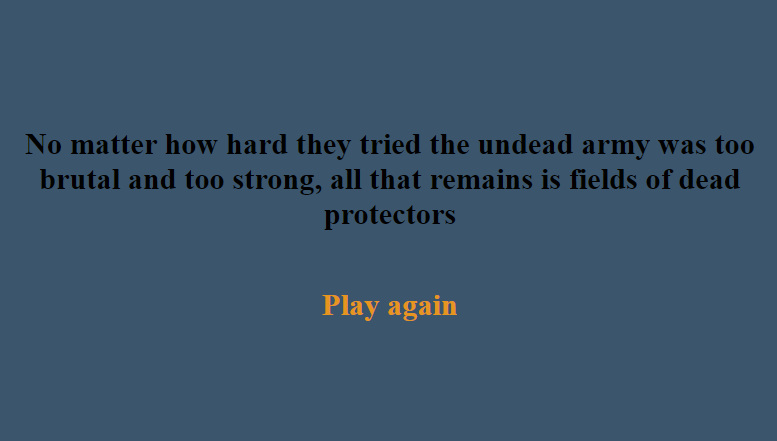 No matter how hard they tried the undead army was too
brutal and too strong, all that remains is fields of dead
protectors
Play again